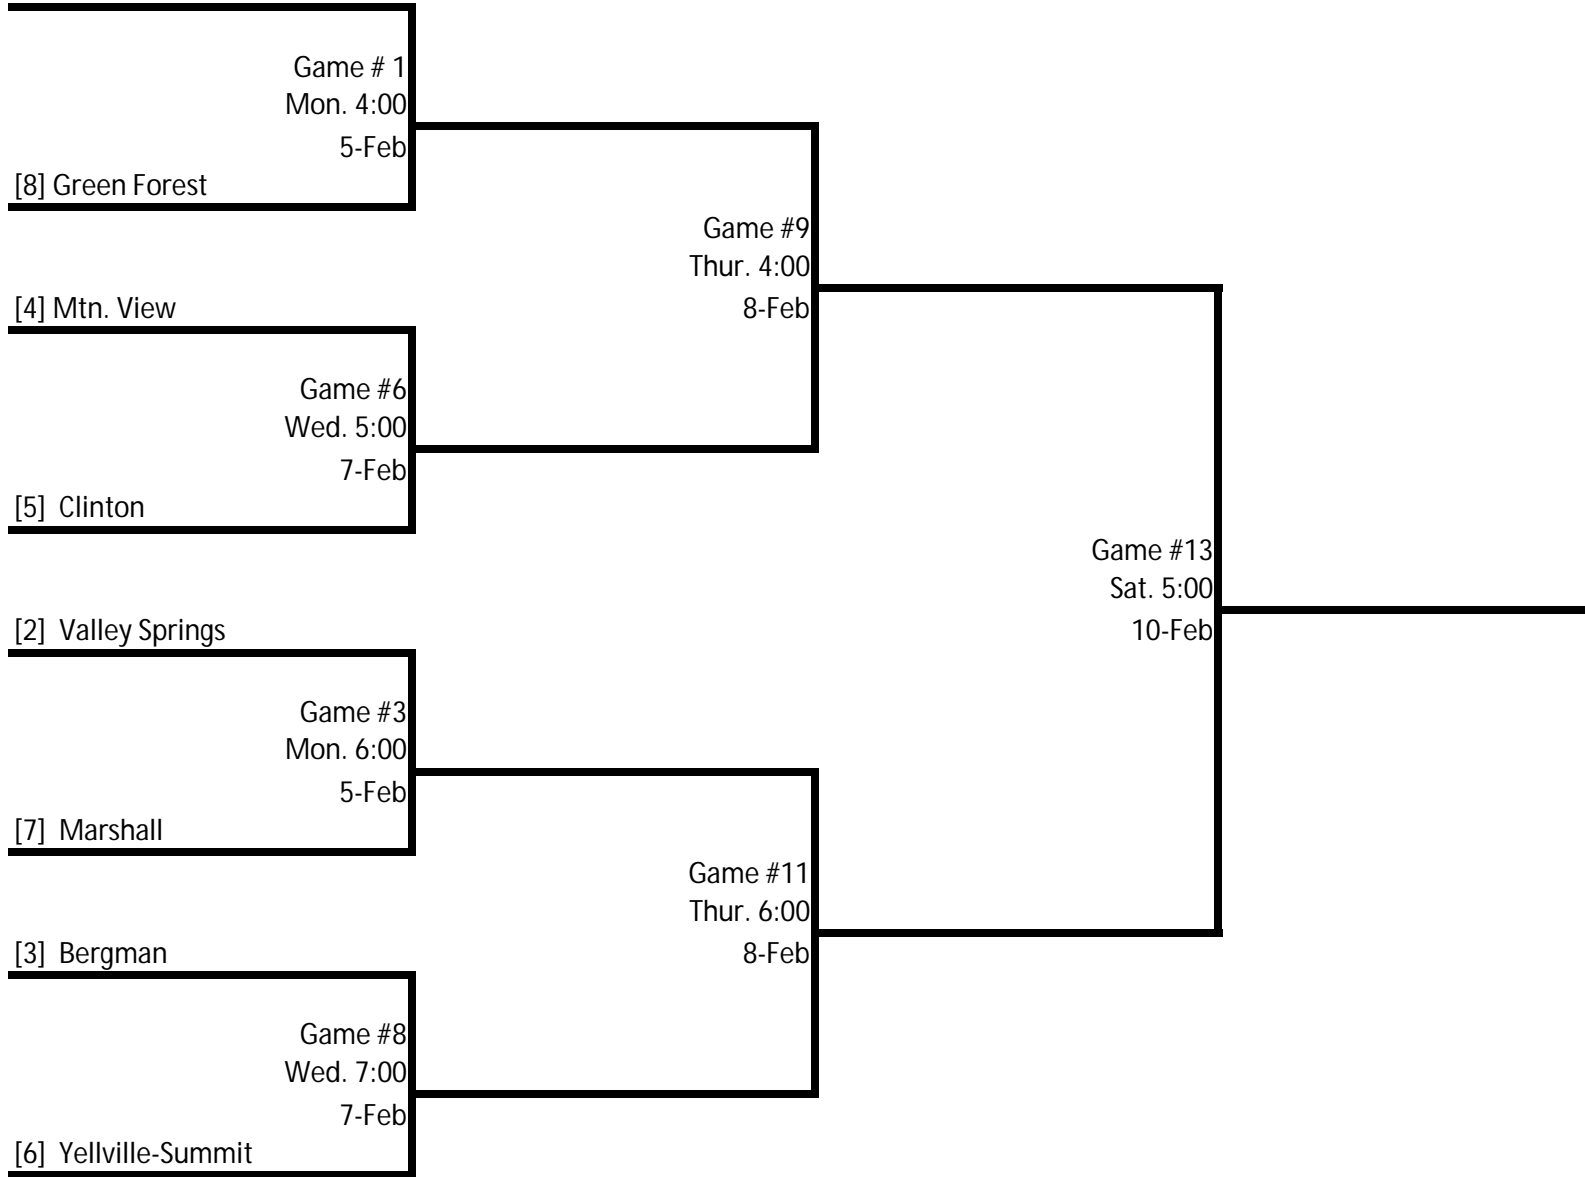 Game # 1
Mon. 4:00
5-Feb
[8] Green Forest
Game #9
Thur. 4:00
8-Feb
[4] Mtn. View
Game #6
Wed. 5:00
7-Feb
[5] Clinton
Game #13
Sat. 5:00
10-Feb
[2] Valley Springs
Game #3
Mon. 6:00
5-Feb
[7] Marshall
Game #11
Thur. 6:00
8-Feb
[3] Bergman
Game #8
Wed. 7:00
7-Feb
[6] Yellville-Summit